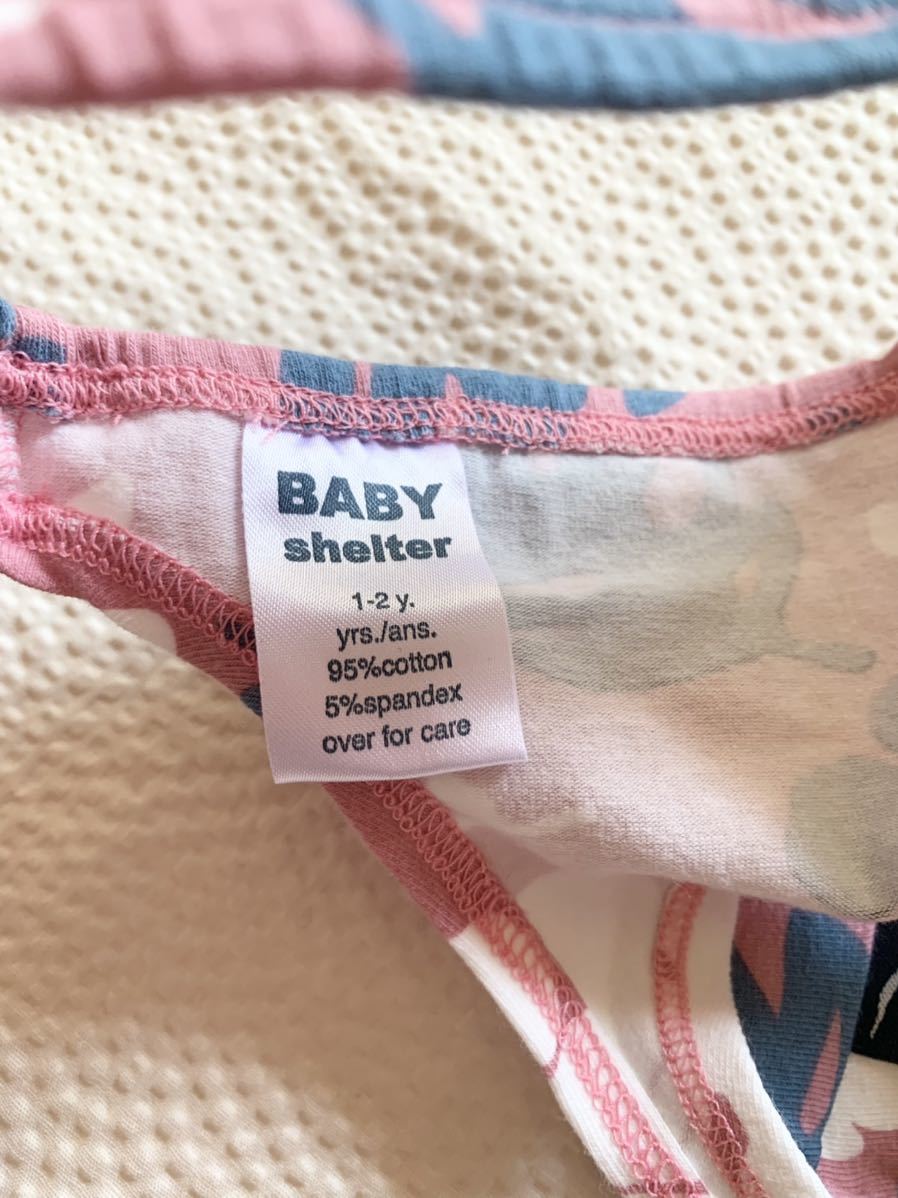 BABY
shelter
1-2 y.
yrs./ans.
95%cotton
5%spandex
over for care